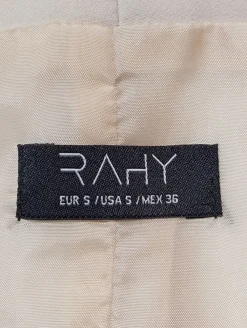 RAHY
EUR S / USA S / MEX 36